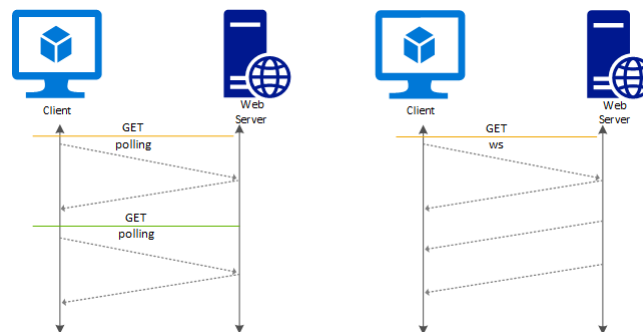 Client
Web
Server
GET
polling
GET
polling
Client
Web
Server
GET
ws